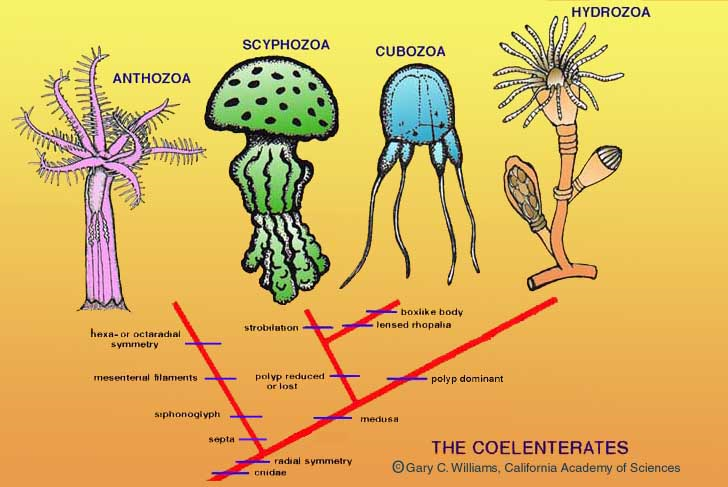 HYDROZOA
SCYPHOZOA
CUBOZOA
ANTHOZOA
boxlike body
lensed rhopalia
strobilation
hexa- or octaradial
symmetry
mesenterial filaments
polyp reduced
or lost
polyp dominant
siphonoglyph
medusa
septa
radial symmetry
cnidae
THE COELENTERATES
© Gary C. Williams, California Academy of Sciences